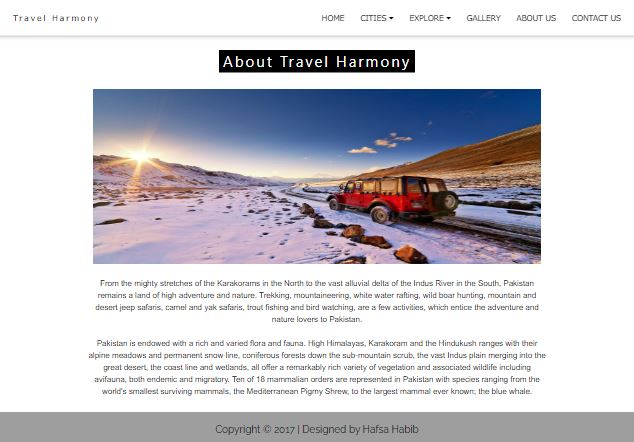 Travel Harmony HOME CITIES EXPLORE GALLERY ABOUT US CONTACT US
About Travel Harmony
From the mighty stretches of the Karakorams in the North to the vast alluvial delta of the Indus River in the South, Pakistan
remains a land of high adventure and nature. Trekking, mountaineering, white water rafting, wild boar hunting, mountain and
desert jeep safaris, camel and yak safaris, trout fishing and bird watching, are a few activities, which entice the adventure and
nature lovers to Pakistan.
Pakistan is endowed with a rich and varied flora and fauna. High Himalayas, Karakoram and the Hindukush ranges with their
alpine meadows and permanent snow line, coniferous forests down the sub-mountain scrub, the vast Indus plain merging into the
great desert, the coast line and wetlands, all offer a remarkably rich variety of vegetation and associated wildlife including
avifauna, both endemic and migratory. Ten of 18 mammalian orders are represented in Pakistan with species ranging from the
world's smallest surviving mammals, the Mediterranean Pigmy Shrew, to the largest mammal ever known; the blue whale.
Copyright © 2017 | Designed by Hafsa Habib